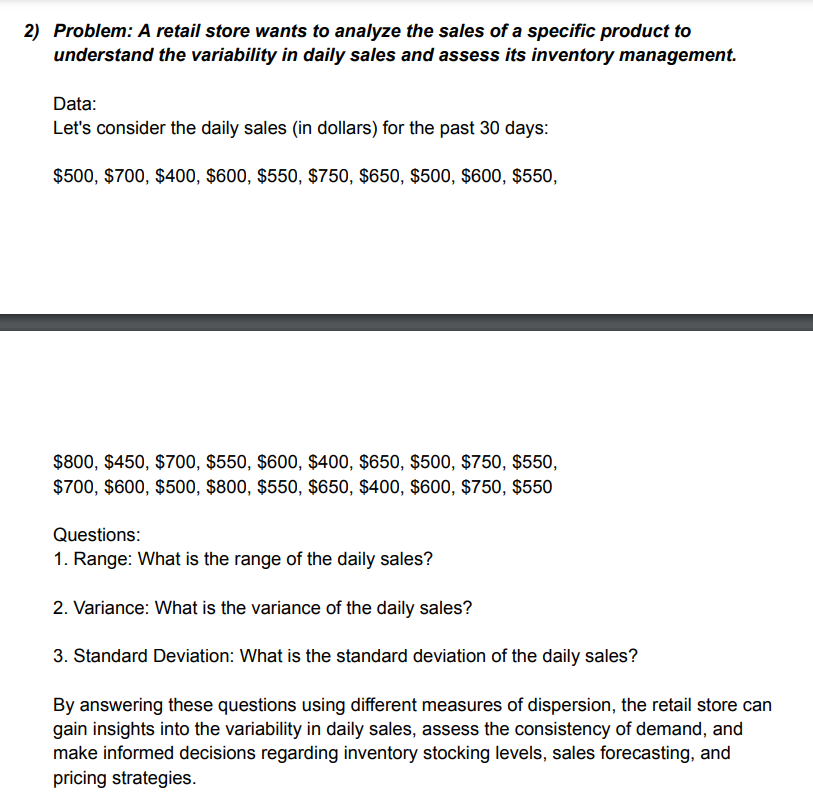 2) Problem: A retail store wants to analyze the sales of a specific product to
understand the variability in daily sales and assess its inventory management.
Data:
Let's consider the daily sales (in dollars) for the past 30 days:
$500, $700, $400, $600, $550, $750, $650, $500, $600, $550,
$800, $450, $700, $550, $600, $400, $650, $500, $750, $550,
$700, $600, $500, $800, $550, $650, $400, $600, $750, $550
Questions:
1. Range: What is the range of the daily sales?
2. Variance: What is the variance of the daily sales?
3. Standard Deviation: What is the standard deviation of the daily sales?
By answering these questions using different measures of dispersion, the retail store can
gain insights into the variability in daily sales, assess the consistency of demand, and
make informed decisions regarding inventory stocking levels, sales forecasting, and
pricing strategies.